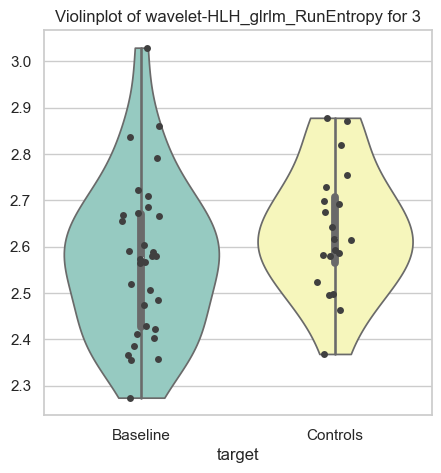 Violinplot of wavelet-HLH_glrlm_RunEntropy for 3
3.0
2.9
2.8
2.7
2.6
2.5
2.4
2.3
Baseline
Controls
target